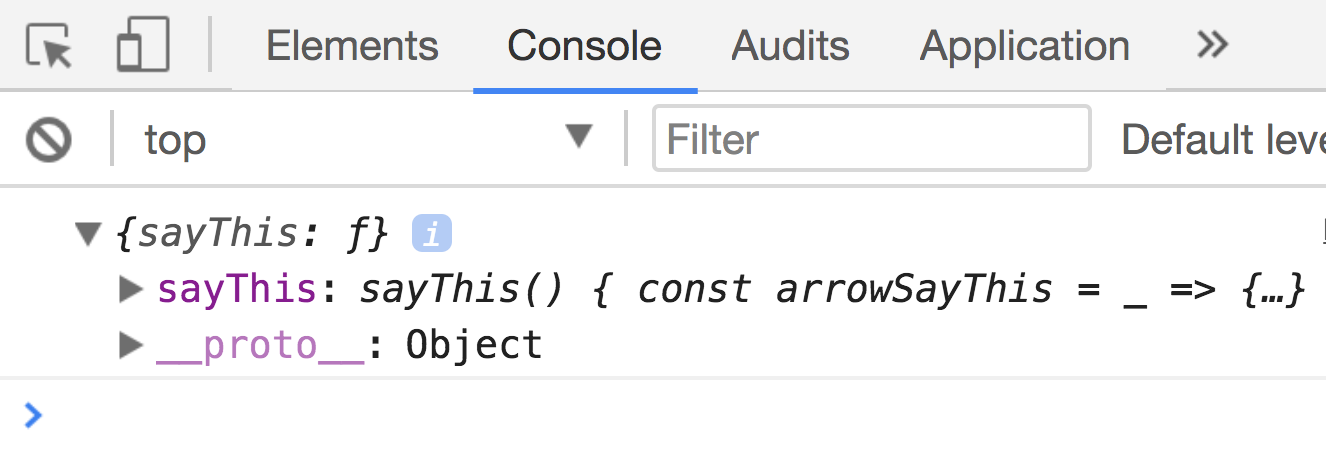 Elements Console Audits Application
top Filter Default leve
{sayThis: ƒ} i
sayThis: sayThis() { const arrowSayThis = _ => {…}
__proto__: Object